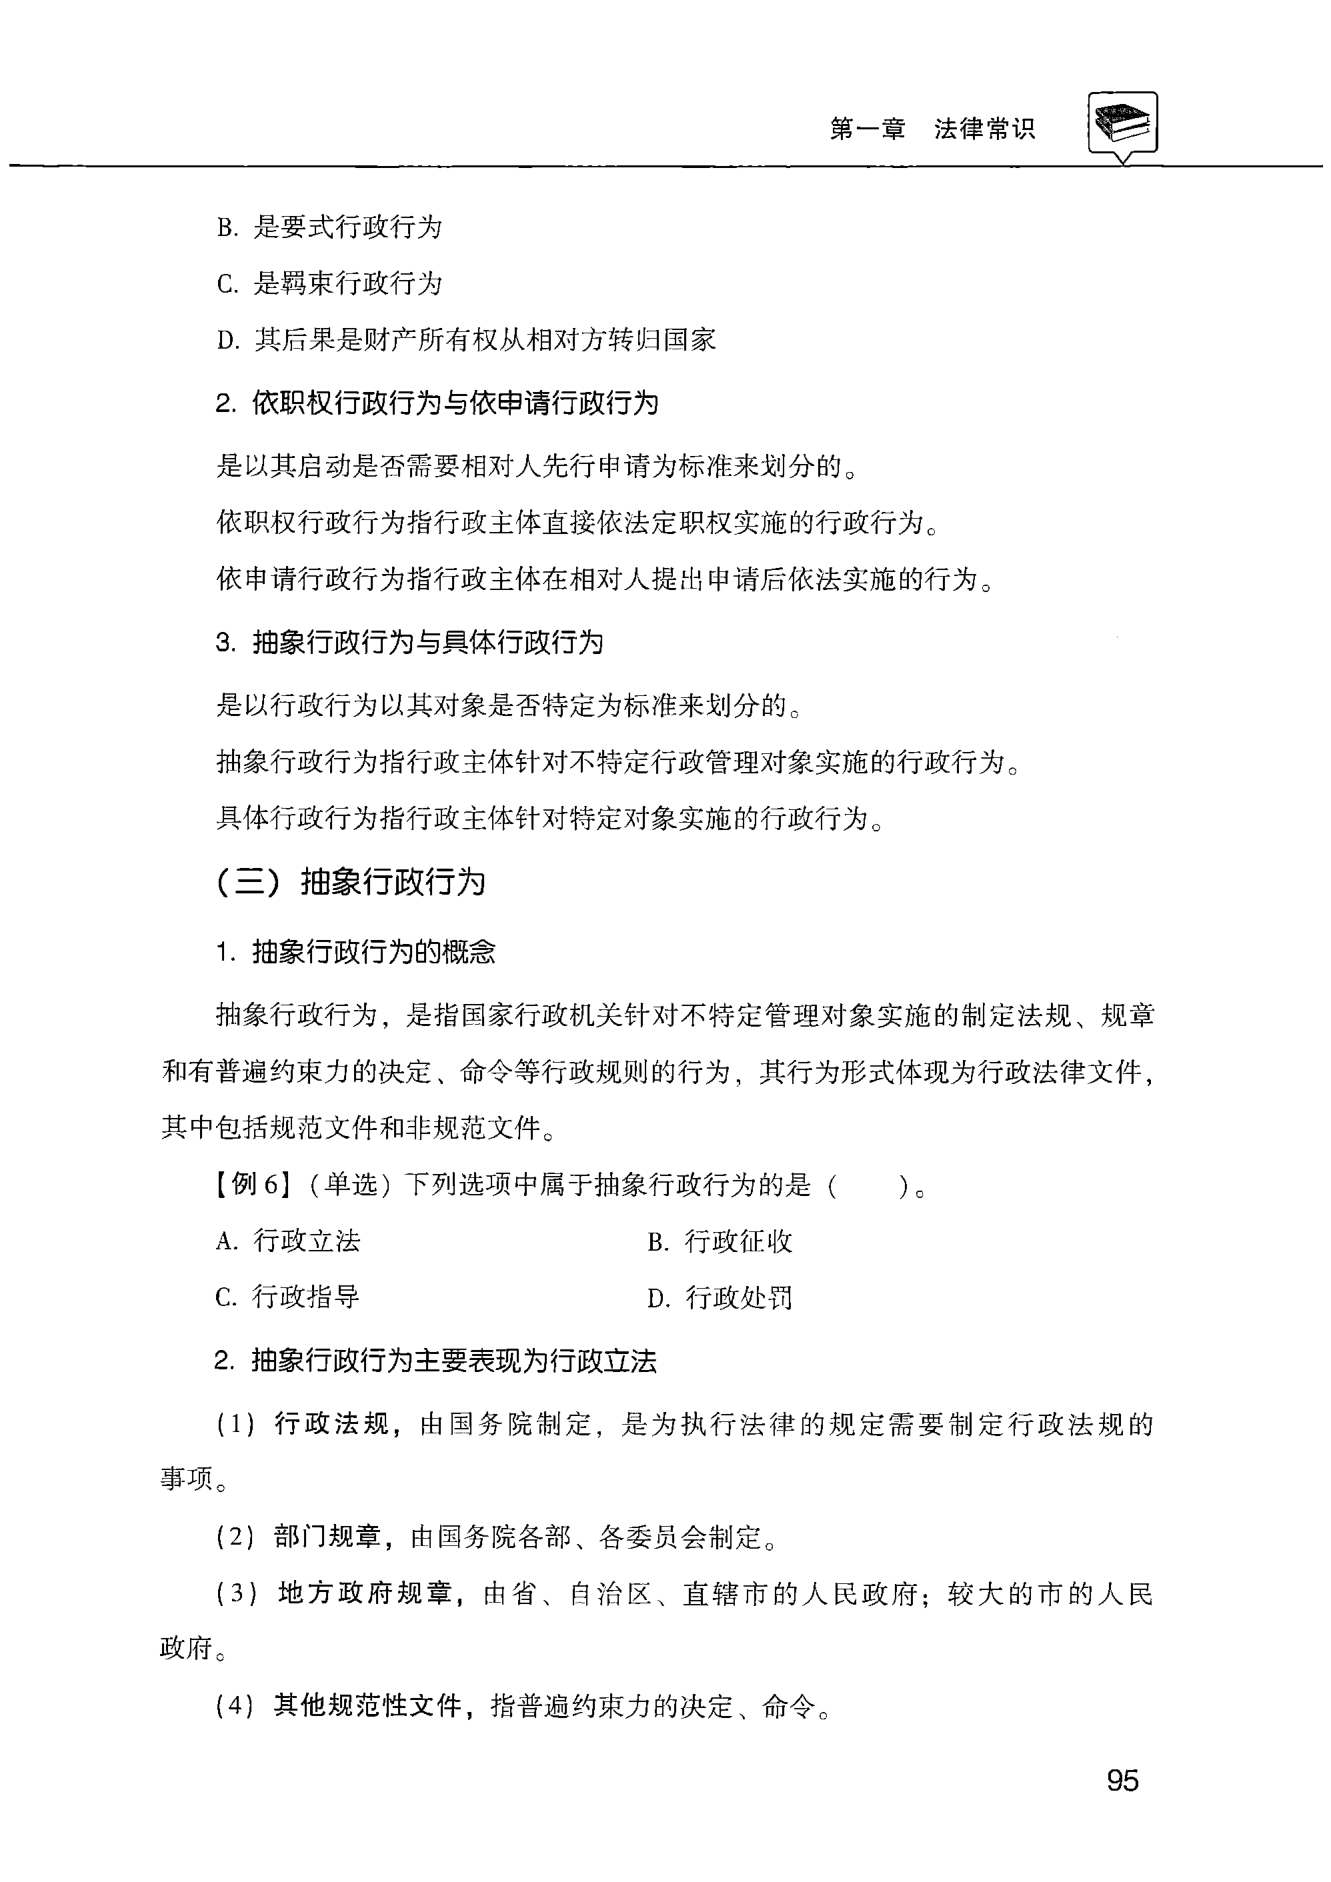 第一章 法律常识
B. 是要式行政行为
C. 是羁束行政行为
D. 其后果是财产所有权从相对方转归国家
2. 依职权行政行为与依申请行政行为
是以其启动是否需要相对人先行申请为标准来划分的。
依职权行政行为指行政主体直接依法定职权实施的行政行为。
依申请行政行为指行政主体在相对人提出申请后依法实施的行为。
3. 抽象行政行为与具体行政行为
是以行政行为以其对象是否特定为标准来划分的。
抽象行政行为指行政主体针对不特定行政管理对象实施的行政行为。
具体行政行为指行政主体针对特定对象实施的行政行为。
（三）抽象行政行为
1. 抽象行政行为的概念
抽象行政行为，是指国家行政机关针对不特定管理对象实施的制定法规、规章
和有普遍约束力的决定、命令等行政规则的行为，其行为形式体现为行政法律文件，
其中包括规范文件和非规范文件。
【例 6】（单选）下列选项中属于抽象行政行为的是（  ）。
A. 行政立法 B. 行政征收
C. 行政指导 D. 行政处罚
2. 抽象行政行为主要表现为行政立法
（1）行政法规，由国务院制定，是为执行法律的规定需要制定行政法规的
事项。
（2）部门规章，由国务院各部、各委员会制定。
（3）地方政府规章，由省、自治区、直辖市的人民政府；较大的市的人民
政府。
（4）其他规范性文件，指普遍约束力的决定、命令。
95